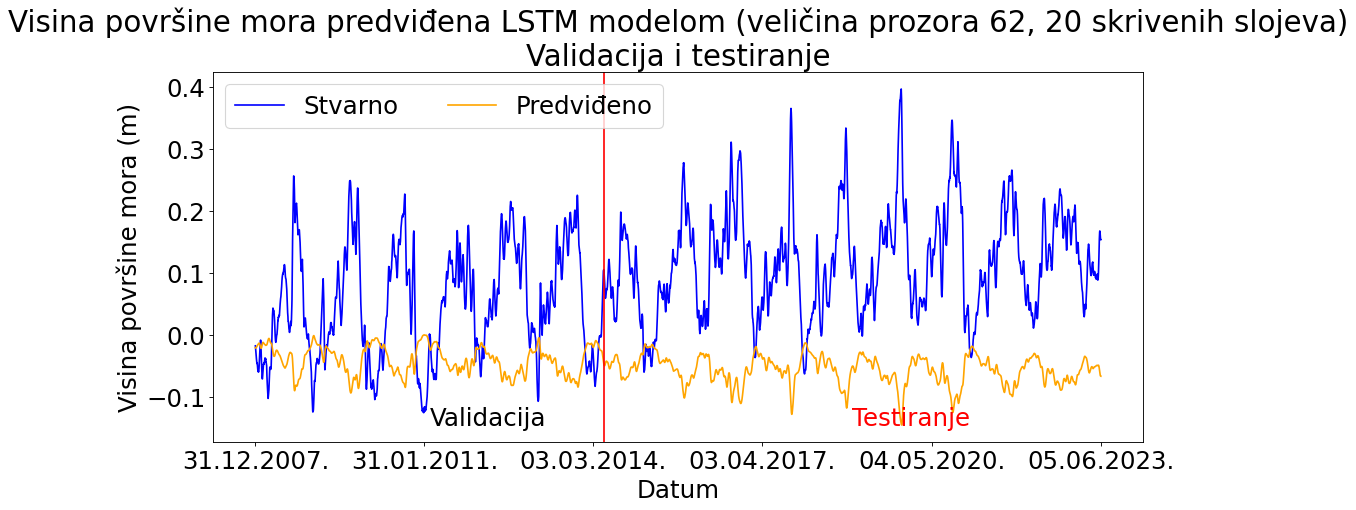 Visina površine mora predviđena LSTM modelom (veličina prozora 62, 20 skrivenih slojeva)
Validacija i testiranje
Stvarno Predviđeno
Visina površine mora (m)
0.4
0.3
0.2
0.1
0.0
−0.1
Validacija Testiranje
31.12.2007. 31.01.2011. 03.03.2014. 03.04.2017. 04.05.2020. 05.06.2023.
Datum